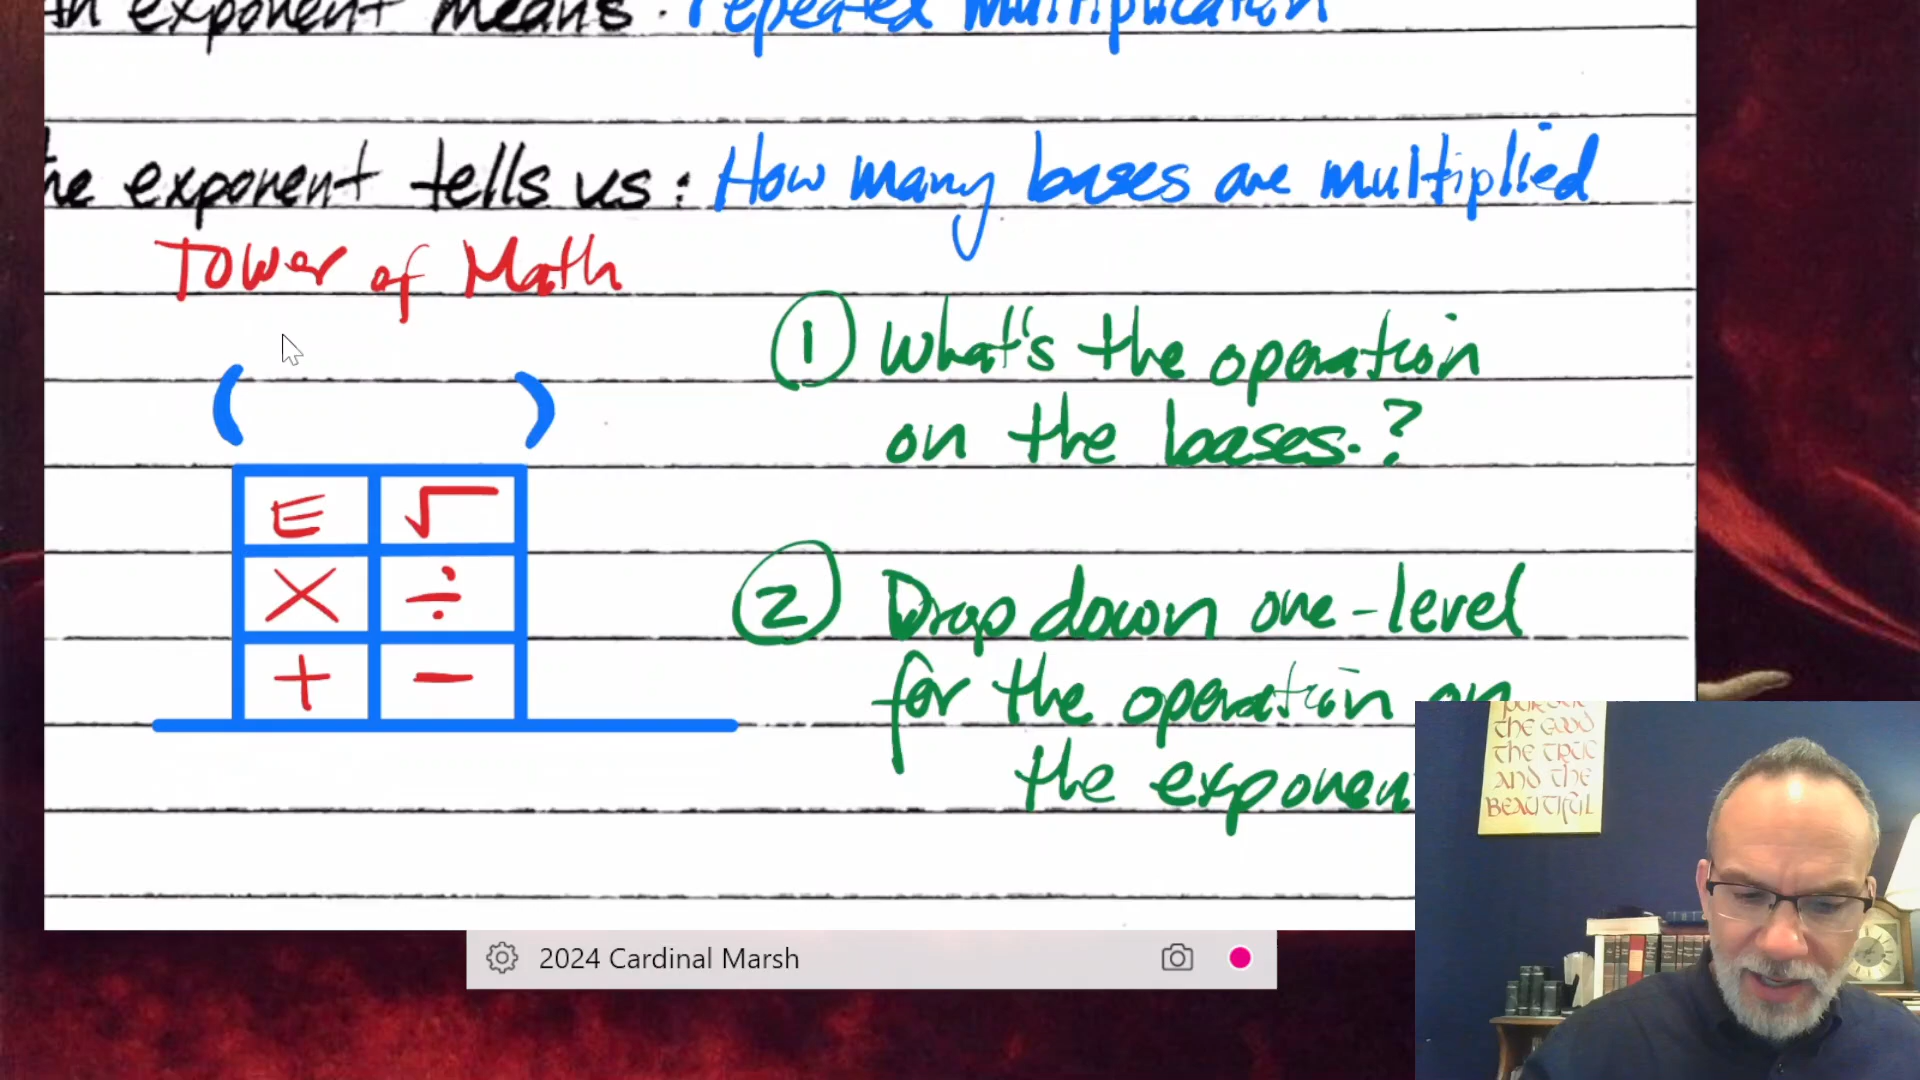 exponent means: repeated multiplication
he exponent tells us: How many bases are multiplied
Tower of Math
( )
E √
X ÷
+ −
① What's the operation
on the bases.?
② Drop down one-level
for the operation on
the exponen
2024 Cardinal Marsh
THE GOOD
THE TRUE
AND THE
BEAUTIFUL